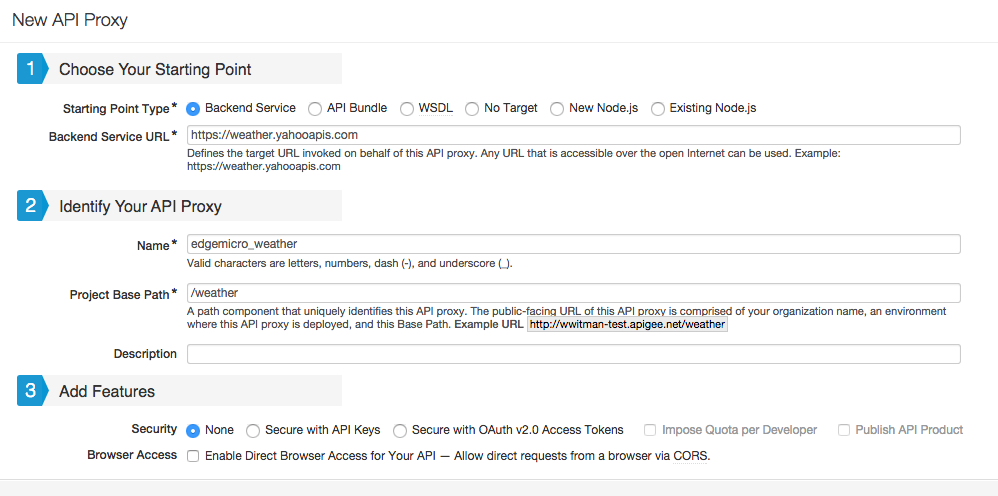 New API Proxy
1 Choose Your Starting Point
Starting Point Type* Backend Service API Bundle WSDL No Target New Node.js Existing Node.js
Backend Service URL* https://weather.yahooapis.com
Defines the target URL invoked on behalf of this API proxy. Any URL that is accessible over the open Internet can be used. Example:
https://weather.yahooapis.com
2 Identify Your API Proxy
Name* edgemicro_weather
Valid characters are letters, numbers, dash (-), and underscore (_).
Project Base Path* /weather
A path component that uniquely identifies this API proxy. The public-facing URL of this API proxy is comprised of your organization name, an environment
where this API proxy is deployed, and this Base Path. Example URL http://wwitman-test.apigee.net/weather
Description
3 Add Features
Security None Secure with API Keys Secure with OAuth v2.0 Access Tokens Impose Quota per Developer Publish API Product
Browser Access Enable Direct Browser Access for Your API — Allow direct requests from a browser via CORS.